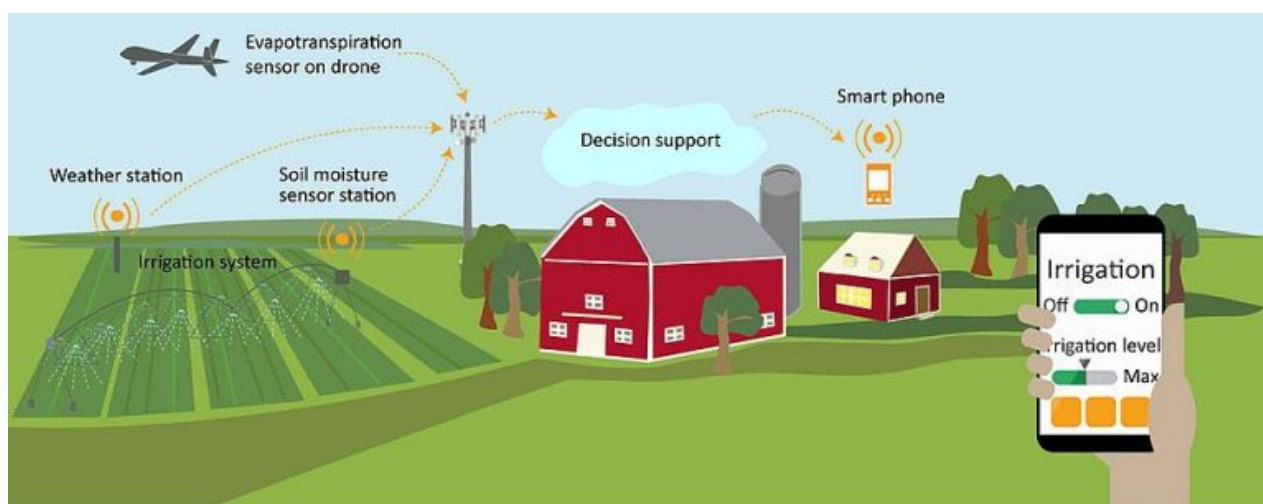 Evapotranspiration
sensor on drone
Smart phone
Decision support
Weather station
Soil moisture
sensor station
Irrigation system
Irrigation
Off On
Irrigation level
Max